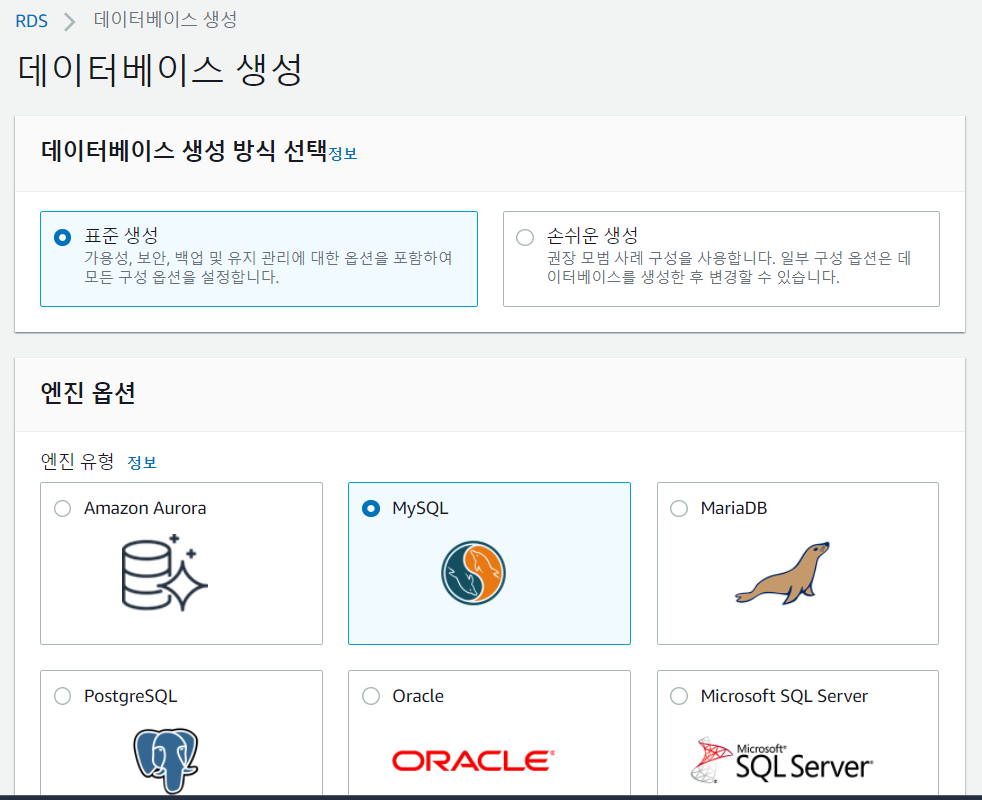 RDS > 데이터베이스 생성
데이터베이스 생성
데이터베이스 생성 방식 선택 정보
표준 생성
가용성, 보안, 백업 및 유지 관리에 대한 옵션을 포함하여
모든 구성 옵션을 설정합니다.
손쉬운 생성
권장 모범 사례 구성을 사용합니다. 일부 구성 옵션은 데
이터베이스를 생성한 후 변경할 수 있습니다.
엔진 옵션
엔진 유형 정보
Amazon Aurora
MySQL
MariaDB
PostgreSQL
Oracle
ORACLE®
Microsoft SQL Server
Microsoft®
SQL Server®